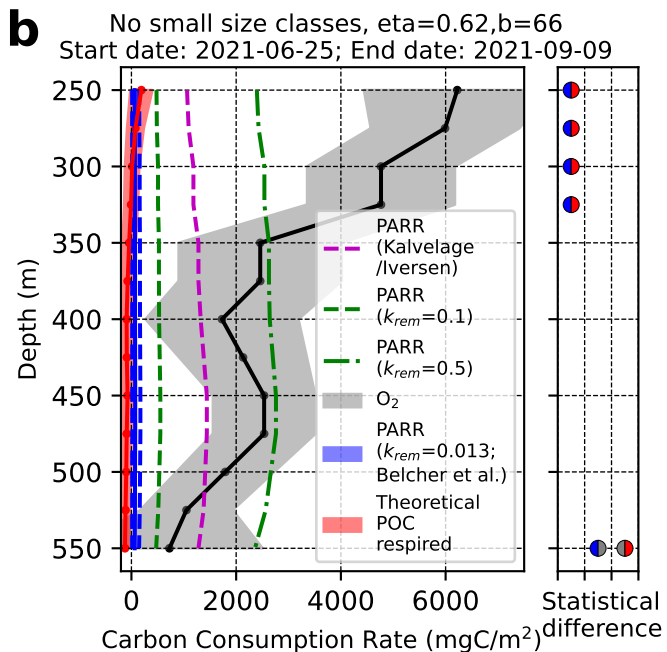 b
No small size classes, eta=0.62,b=66
Start date: 2021-06-25; End date: 2021-09-09
250
300
350
400
450
500
550
Depth (m)
PARR
(Kalvelage
/Iversen)
PARR
(k_rem=0.1)
PARR
(k_rem=0.5)
O₂
PARR
(k_rem=0.013;
Belcher et al.)
Theoretical
POC
respired
0 2000 4000 6000
Carbon Consumption Rate (mgC/m²)
Statistical
difference